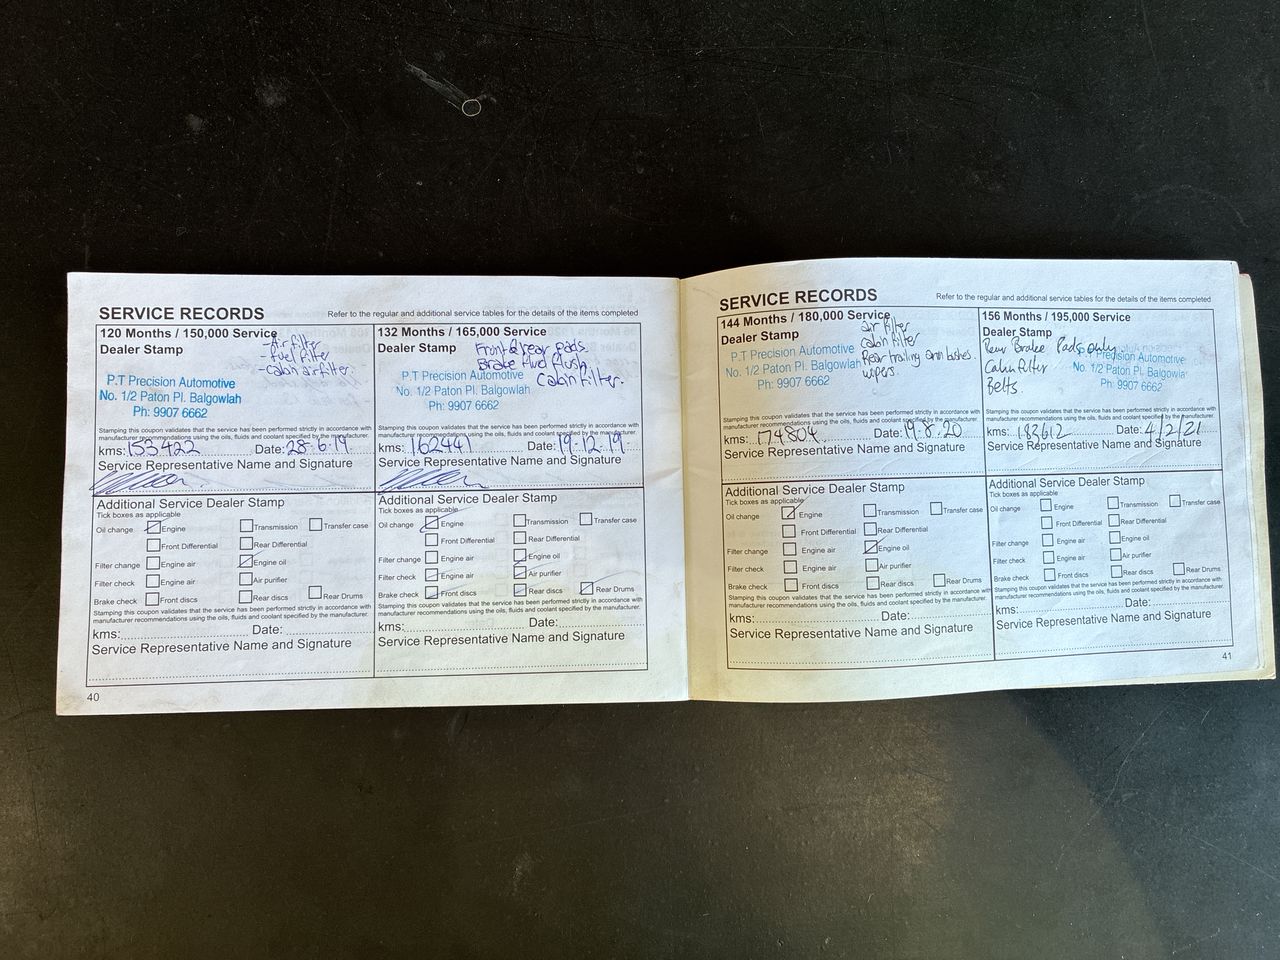 SERVICE RECORDS
Refer to the regular and additional service tables for the details of the items completed
120 Months / 150,000 Service
Dealer Stamp
-Air filter
-fuel filter
-cabin air filter
P.T Precision Automotive
No. 1/2 Paton Pl. Balgowlah
Ph: 9907 6662
Stamping this coupon validates that the service has been performed strictly in accordance with
manufacturer recommendations using the oils, fluids and coolant specified by the manufacturer.
kms: 153422 Date: 28-6-19
Service Representative Name and Signature
Additional Service Dealer Stamp
Tick boxes as applicable
Oil change Engine Transmission Transfer case
Front Differential Rear Differential
Filter change Engine air Engine oil
Filter check Engine air Air purifier
Brake check Front discs Rear discs Rear Drums
Stamping this coupon validates that the service has been performed strictly in accordance with
manufacturer recommendations using the oils, fluids and coolant specified by the manufacturer.
kms: Date:
Service Representative Name and Signature
40
132 Months / 165,000 Service
Dealer Stamp
Front & rear pads.
Brake fluid flush
Cabin filter.
P.T Precision Automotive
No. 1/2 Paton Pl. Balgowlah
Ph: 9907 6662
Stamping this coupon validates that the service has been performed strictly in accordance with
manufacturer recommendations using the oils, fluids and coolant specified by the manufacturer.
kms: 162441 Date: 19.12.19
Service Representative Name and Signature
Additional Service Dealer Stamp
Tick boxes as applicable
Oil change Engine Transmission Transfer case
Front Differential Rear Differential
Filter change Engine air Engine oil
Filter check Engine air Air purifier
Brake check Front discs Rear discs Rear Drums
Stamping this coupon validates that the service has been performed strictly in accordance with
manufacturer recommendations using the oils, fluids and coolant specified by the manufacturer.
kms: Date:
Service Representative Name and Signature
SERVICE RECORDS
Refer to the regular and additional service tables for the details of the items completed
144 Months / 180,000 Service
Dealer Stamp
air filter
cabin filter
Rear trailing arm bushes.
wipers.
P.T Precision Automotive
No. 1/2 Paton Pl. Balgowlah
Ph: 9907 6662
Stamping this coupon validates that the service has been performed strictly in accordance with
manufacturer recommendations using the oils, fluids and coolant specified by the manufacturer.
kms: 174804 Date: 19.8.20
Service Representative Name and Signature
Additional Service Dealer Stamp
Tick boxes as applicable
Oil change Engine Transmission Transfer case
Front Differential Rear Differential
Filter change Engine air Engine oil
Filter check Engine air Air purifier
Brake check Front discs Rear discs Rear Drums
Stamping this coupon validates that the service has been performed strictly in accordance with
manufacturer recommendations using the oils, fluids and coolant specified by the manufacturer.
kms: Date:
Service Representative Name and Signature
156 Months / 195,000 Service
Dealer Stamp
Rear Brake Pads only
Cabin Filter
Belts
P.T Precision Automotive
No. 1/2 Paton Pl. Balgowlah
Ph: 9907 6662
Stamping this coupon validates that the service has been performed strictly in accordance with
manufacturer recommendations using the oils, fluids and coolant specified by the manufacturer.
kms: 183612 Date: 4/2/21
Service Representative Name and Signature
Additional Service Dealer Stamp
Tick boxes as applicable
Oil change Engine Transmission Transfer case
Front Differential Rear Differential
Filter change Engine air Engine oil
Filter check Engine air Air purifier
Brake check Front discs Rear discs Rear Drums
Stamping this coupon validates that the service has been performed strictly in accordance with
manufacturer recommendations using the oils, fluids and coolant specified by the manufacturer.
kms: Date:
Service Representative Name and Signature
41